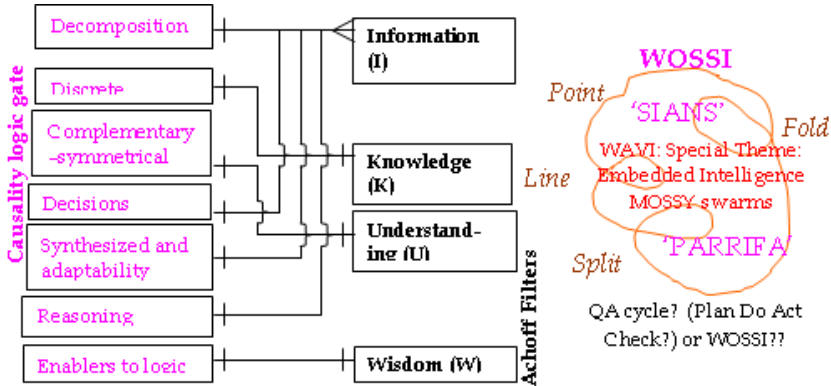 Causality logic gate
Decomposition
Discrete
Complementary
-symmetrical
Decisions
Synthesized and
adaptability
Reasoning
Enablers to logic
Information
(I)
Knowledge
(K)
Understand-
ing (U)
Wisdom (W)
Achoff Filters
WOSSI
Point
'SIANS'
Fold
WAVI: Special Theme:
Embedded Intelligence
Line
MOSSY swarms
'PARRIFA'
Split
QA cycle? (Plan Do Act
Check?) or WOSSI??